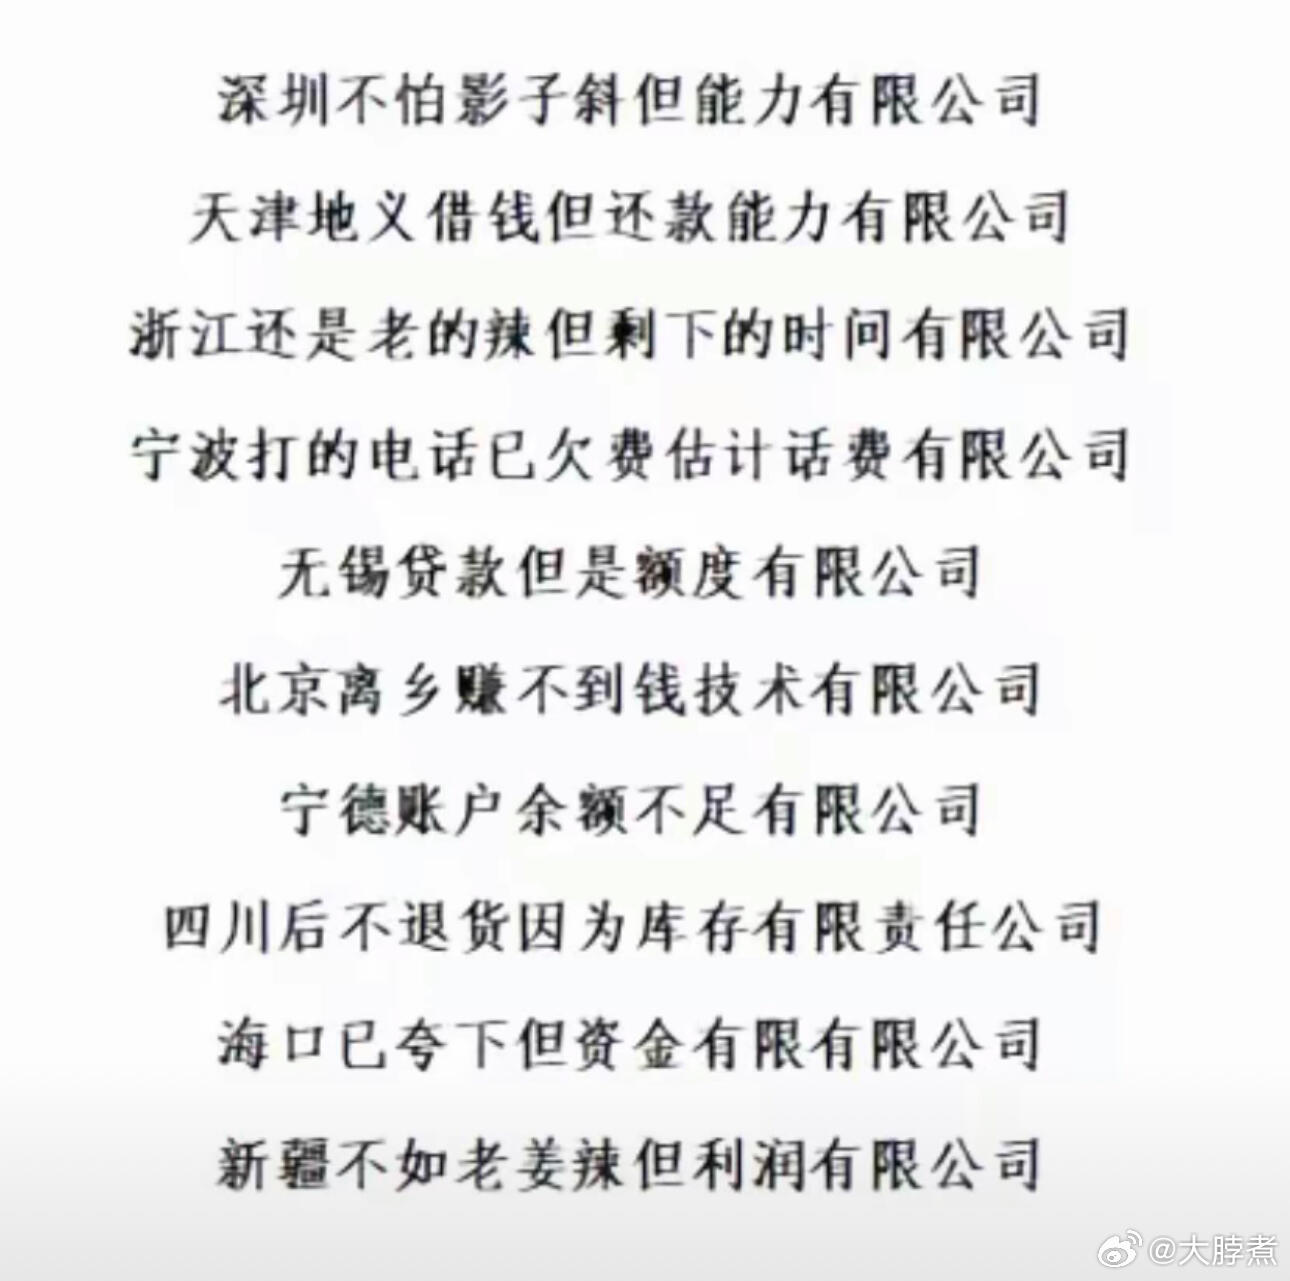 深圳不怕影子斜但能力有限公司
天津地义借钱但还款能力有限公司
浙江还是老的辣但剩下的时间有限公司
宁波打的电话已欠费估计话费有限公司
无锡贷款但是额度有限公司
北京离乡赚不到钱技术有限公司
宁德账户余额不足有限公司
四川后不退货因为库存有限责任公司
海口已夸下但资金有限有限公司
新疆不如老姜辣但利润有限公司
@大脖煮